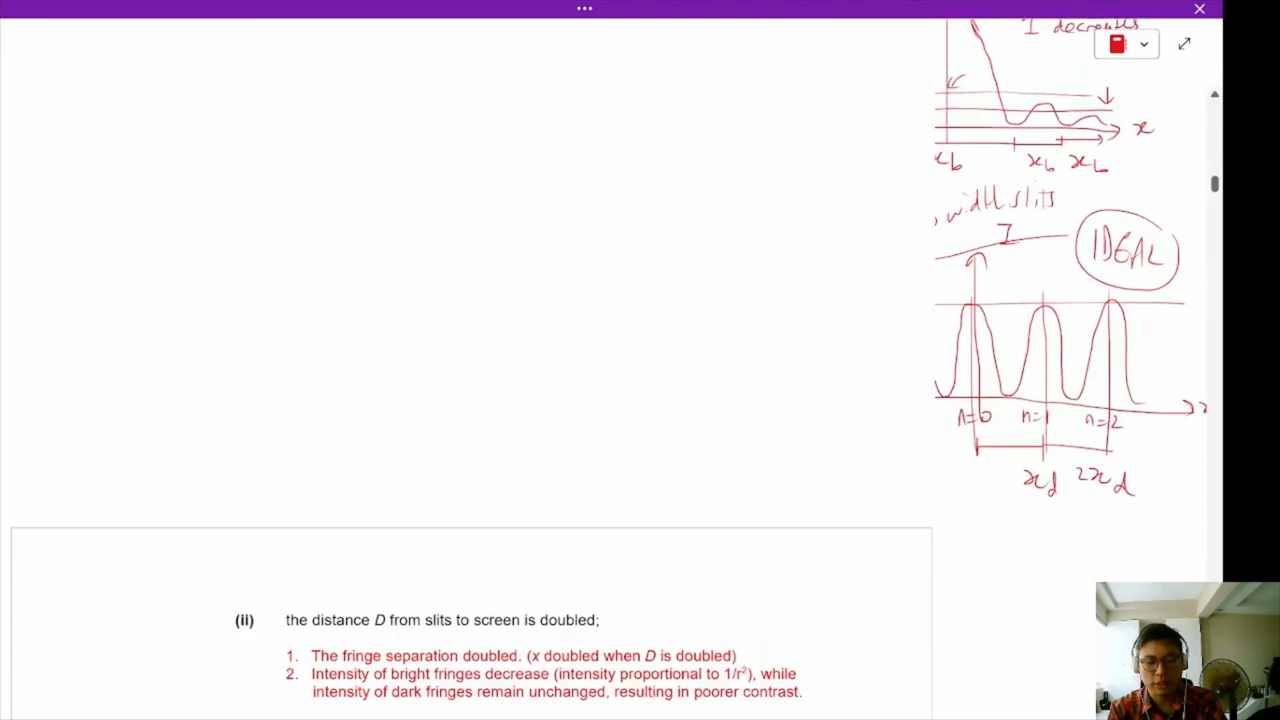 I decreases
x
xb xb xb
, width slits
I
IDEAL
n=0 n=1 n=2
xd 2xd
(ii) the distance D from slits to screen is doubled;
1. The fringe separation doubled. (x doubled when D is doubled)
2. Intensity of bright fringes decrease (intensity proportional to 1/r²), while
intensity of dark fringes remain unchanged, resulting in poorer contrast.